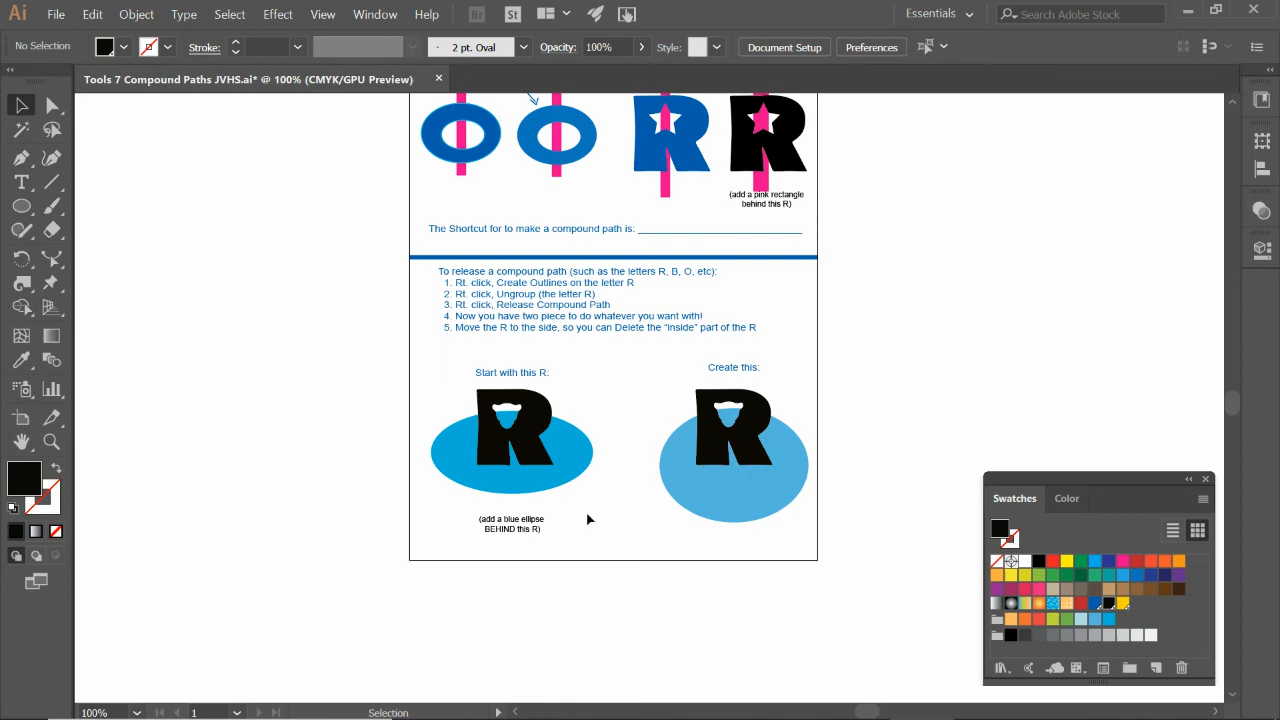 Ai File Edit Object Type Select Effect View Window Help Br St Essentials Search Adobe Stock
No Selection Stroke: 2 pt. Oval Opacity: 100% Style: Document Setup Preferences
Tools 7 Compound Paths JVHS.ai* @ 100% (CMYK/GPU Preview)
O O R R
(add a pink rectangle
behind this R)
The Shortcut for to make a compound path is: ______________________________
To release a compound path (such as the letters R, B, O, etc):
1. Rt. click, Create Outlines on the letter R
2. Rt. click, Ungroup (the letter R)
3. Rt. click, Release Compound Path
4. Now you have two piece to do whatever you want with!
5. Move the R to the side, so you can Delete the “inside” part of the R
Start with this R:
Create this:
R R
(add a blue ellipse
BEHIND this R)
Swatches Color
100% 1 Selection